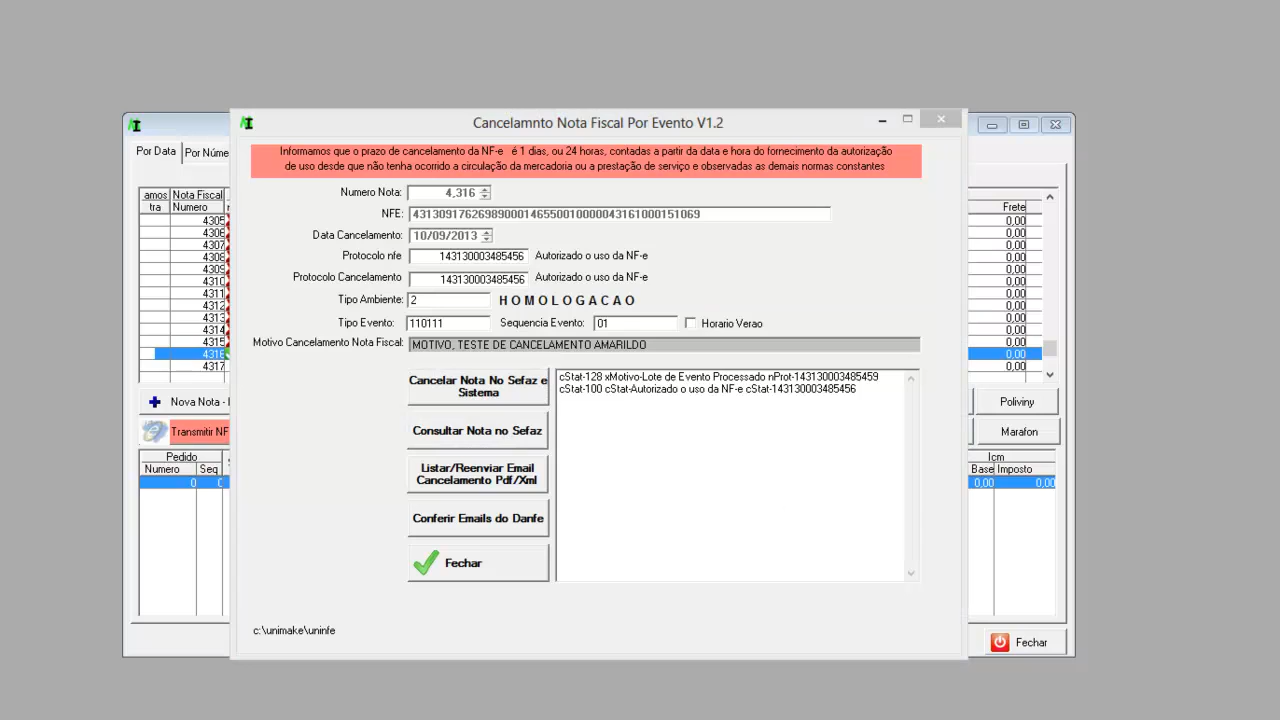 Cancelamnto Nota Fiscal Por Evento V1.2
Por Data
Por Núme
Informamos que o prazo de cancelamento da NF-e é 1 dias, ou 24 horas, contadas a partir da data e hora do fornecimento da autorização
de uso desde que não tenha ocorrido a circulação da mercadoria ou a prestação de serviço e observadas as demais normas constantes
Numero Nota: 4,316
NFE: 43130917626989000146550010000043161000151069
Data Cancelamento: 10/09/2013
Protocolo nfe 143130003485456 Autorizado o uso da NF-e
Protocolo Cancelamento 143130003485456 Autorizado o uso da NF-e
Tipo Ambiente: 2 H O M O L O G A C A O
Tipo Evento: 110111 Sequencia Evento: 01 Horario Verao
Motivo Cancelamento Nota Fiscal: MOTIVO, TESTE DE CANCELAMENTO AMARILDO
Cancelar Nota No Sefaz e
Sistema
Consultar Nota no Sefaz
Listar/Reenviar Email
Cancelamento Pdf/Xml
Conferir Emails do Danfe
Fechar
cStat-128 xMotivo-Lote de Evento Processado nProt-143130003485459
cStat-100 cStat-Autorizado o uso da NF-e cStat-143130003485456
c:\unimake\uninfe
amos Nota Fiscal
tra Numero
4305
4306
4307
4308
4309
4310
4311
4312
4313
4314
4315
4316
4317
Nova Nota -
Transmitir NF
Pedido
Numero Seq
0
Frete
0,00
0,00
0,00
0,00
0,00
0,00
0,00
0,00
0,00
0,00
0,00
0,00
0,00
Poliviny
Marafon
Icm
Base Imposto
0,00 0,00
Fechar